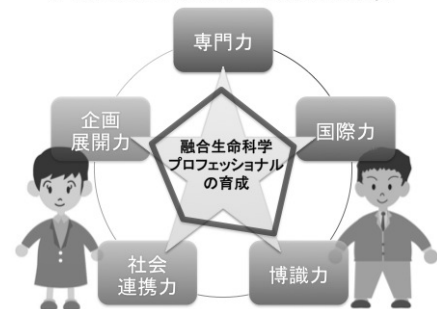 専門力
企画
展開力
国際力
融合生命科学
プロフェッショナル
の育成
社会
連携力
博識力